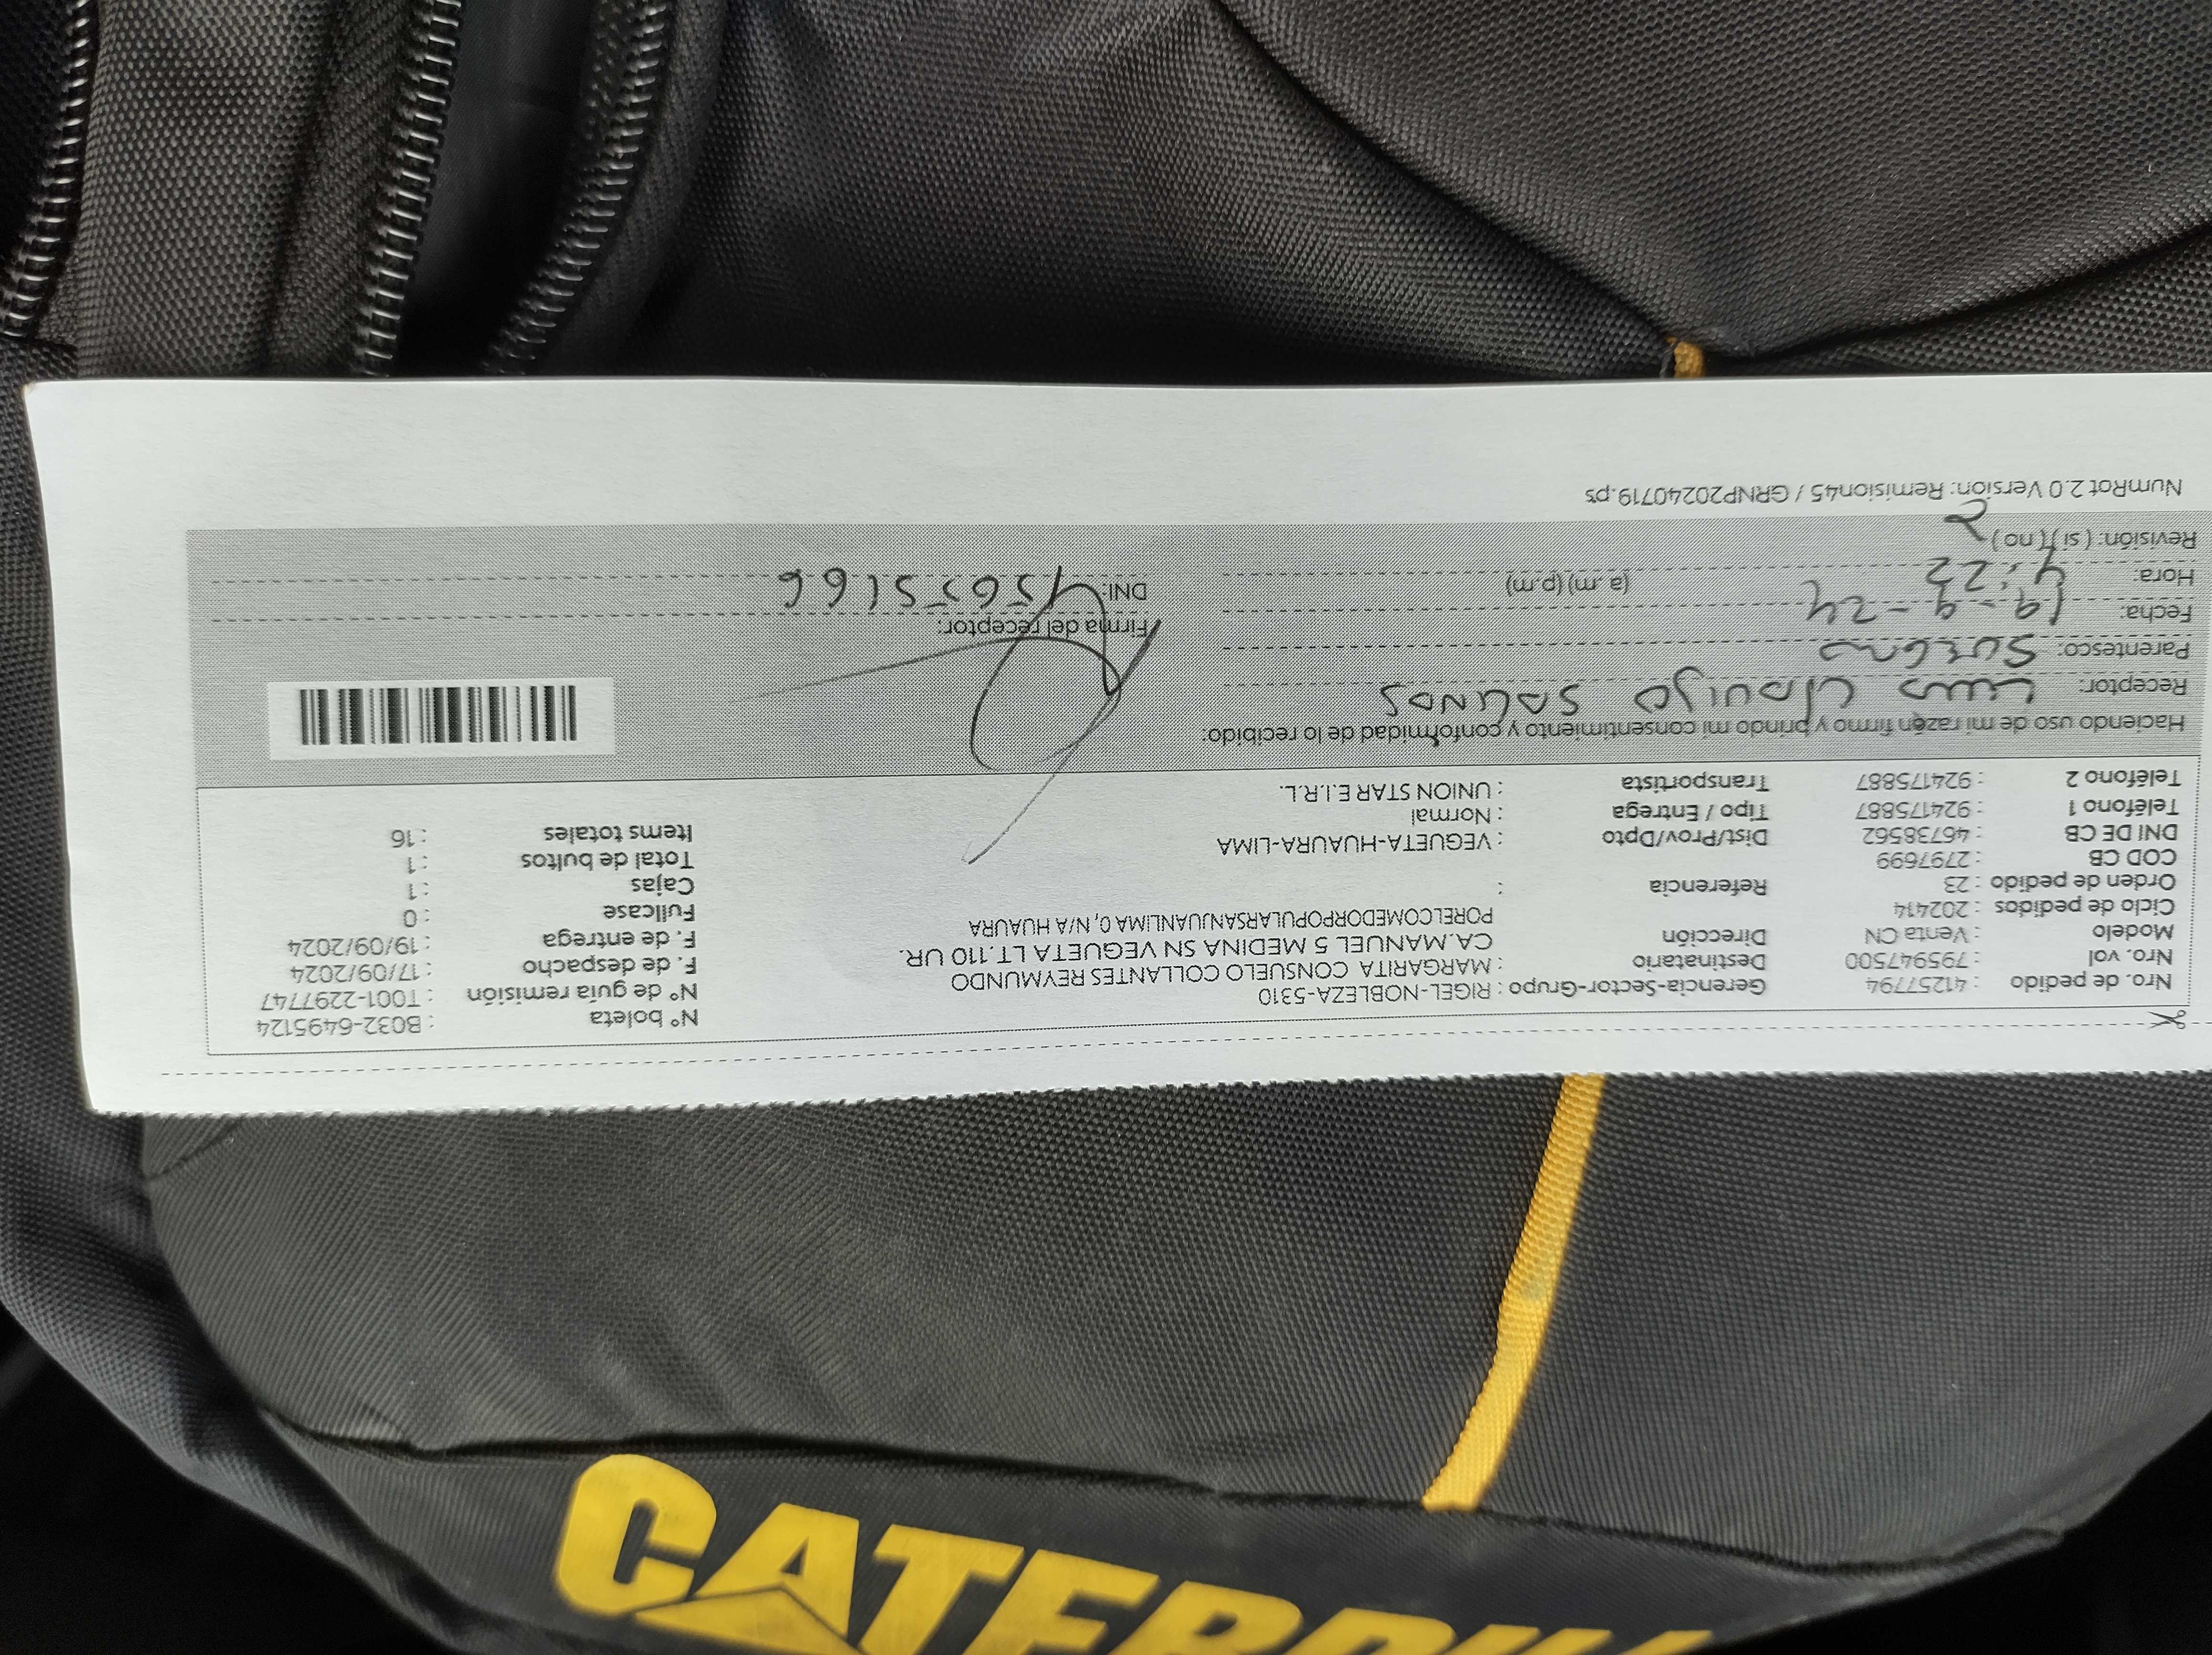 Nro. de pedido : 41257794 Gerencia-Sector-Grupo : RIGEL-NOBLEZA-5310 N° boleta : B032-6495124
Nro. vol : 795947500 Destinatario : MARGARITA CONSUELO COLLANTES REYMUNDO N° de guía remisión : T001-2297747
Modelo : Venta CN Dirección CA.MANUEL 5 MEDINA SN VEGUETA LT.110 UR. F. de despacho : 17/09/2024
Ciclo de pedidos : 202414 PORELCOMEDORPOPULARSANJUANLIMA 0, N/A HUAURA F. de entrega : 19/09/2024
Orden de pedido : 23 Referencia : Fullcase : 0
COD CB : 2797699 Cajas : 1
DNI DE CB : 46738562 Dist/Prov/Dpto : VEGUETA-HUAURA-LIMA Total de bultos : 1
Teléfono 1 : 924175887 Tipo / Entrega : Normal Items totales : 16
Teléfono 2 : 924175887 Transportista : UNION STAR E.I.R.L.
Haciendo uso de mi razón firmo y brindo mi consentimiento y conformidad de lo recibido:
Receptor: Luis Clavijo Salinas
Parentesco: Suegro
Fecha: 19-9-24 Firma del receptor:
Hora: 4:22 (a.m) (p.m) DNI: 45655166
Revisión: (si) (no)
NumRot 2.0 Version: Remision45 / GRNP20240719.ps
CATERPILL